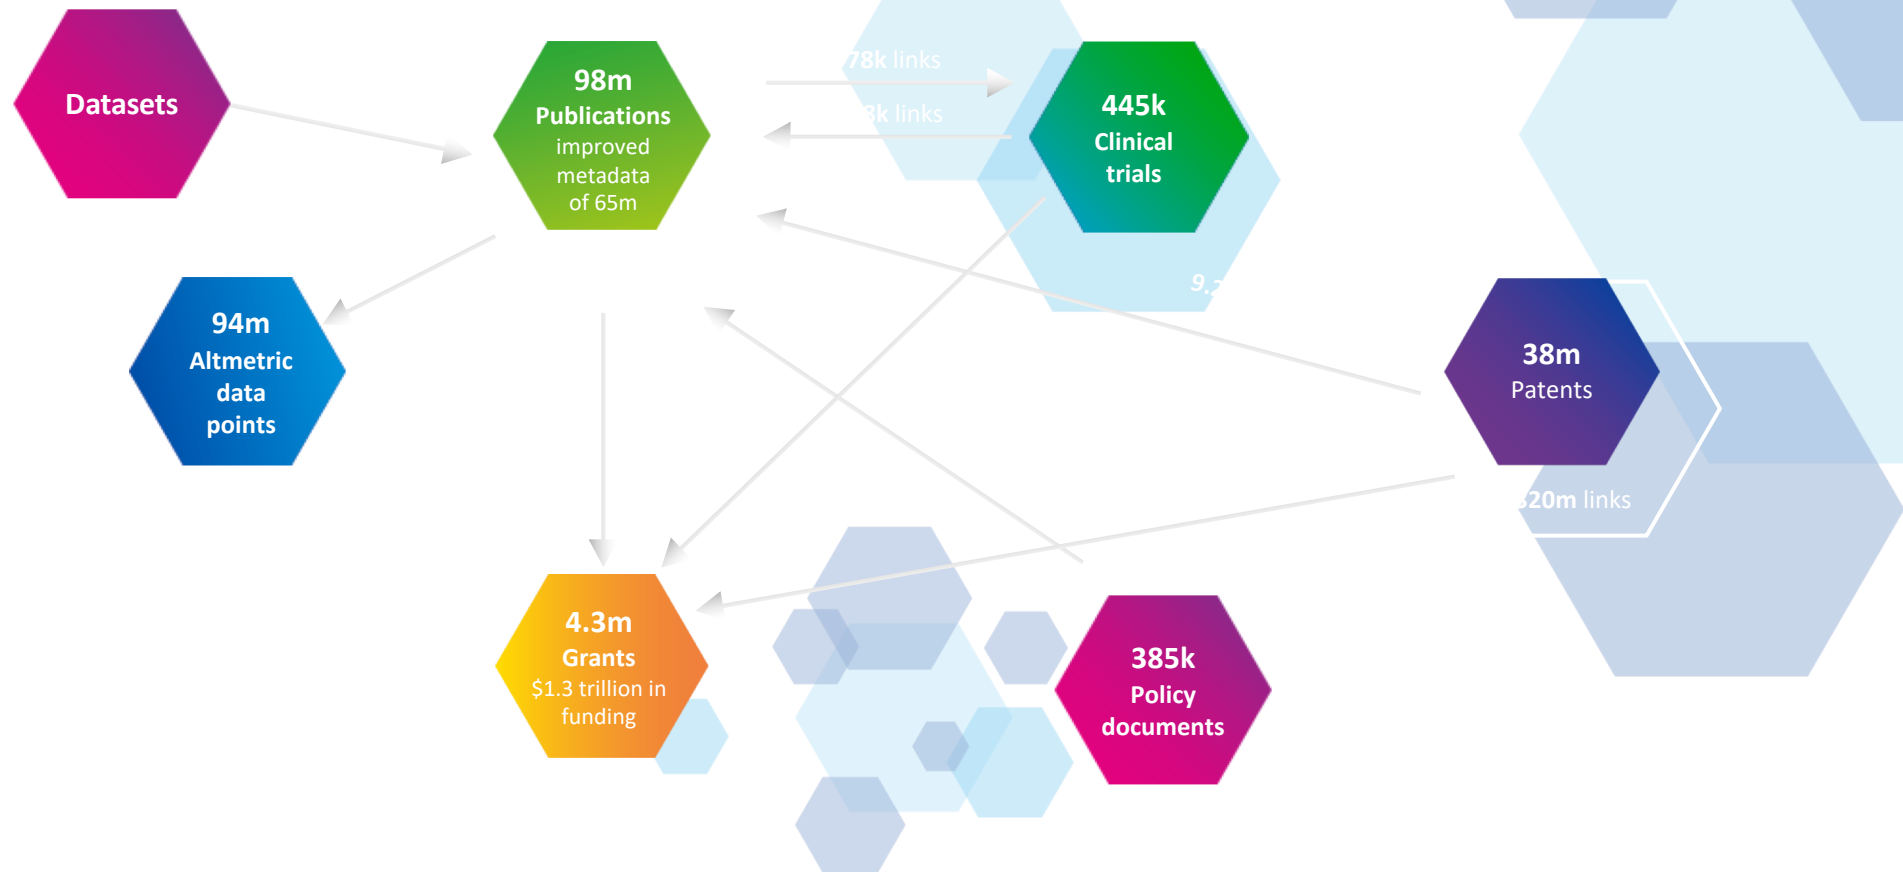 Datasets
98m
Publications
improved
metadata
of 65m
78k links
links
445k
Clinical
trials
94m
Altmetric
data
points
38m
Patents
links
4.3m
Grants
$1.3 trillion in
funding
385k
Policy
documents